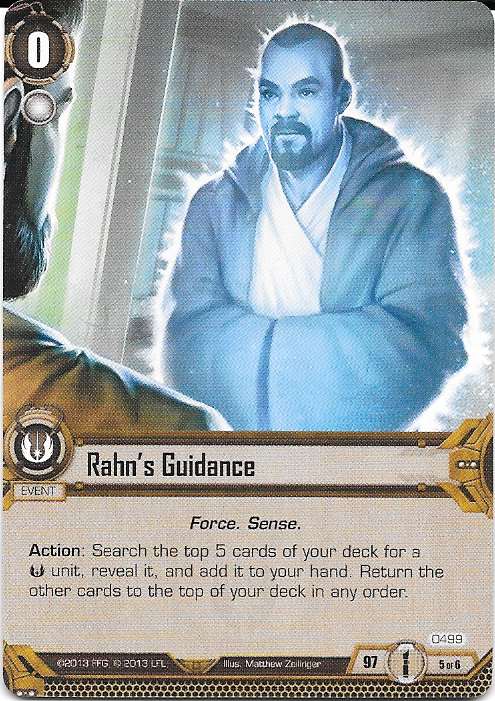 0
Rahn's Guidance
EVENT
Force. Sense.
Action: Search the top 5 cards of your deck for a
unit, reveal it, and add it to your hand. Return the
other cards to the top of your deck in any order.
0499
©2013 FFG. © 2013 LFL
Illus. Matthew Zeilinger
97
5 OF 6